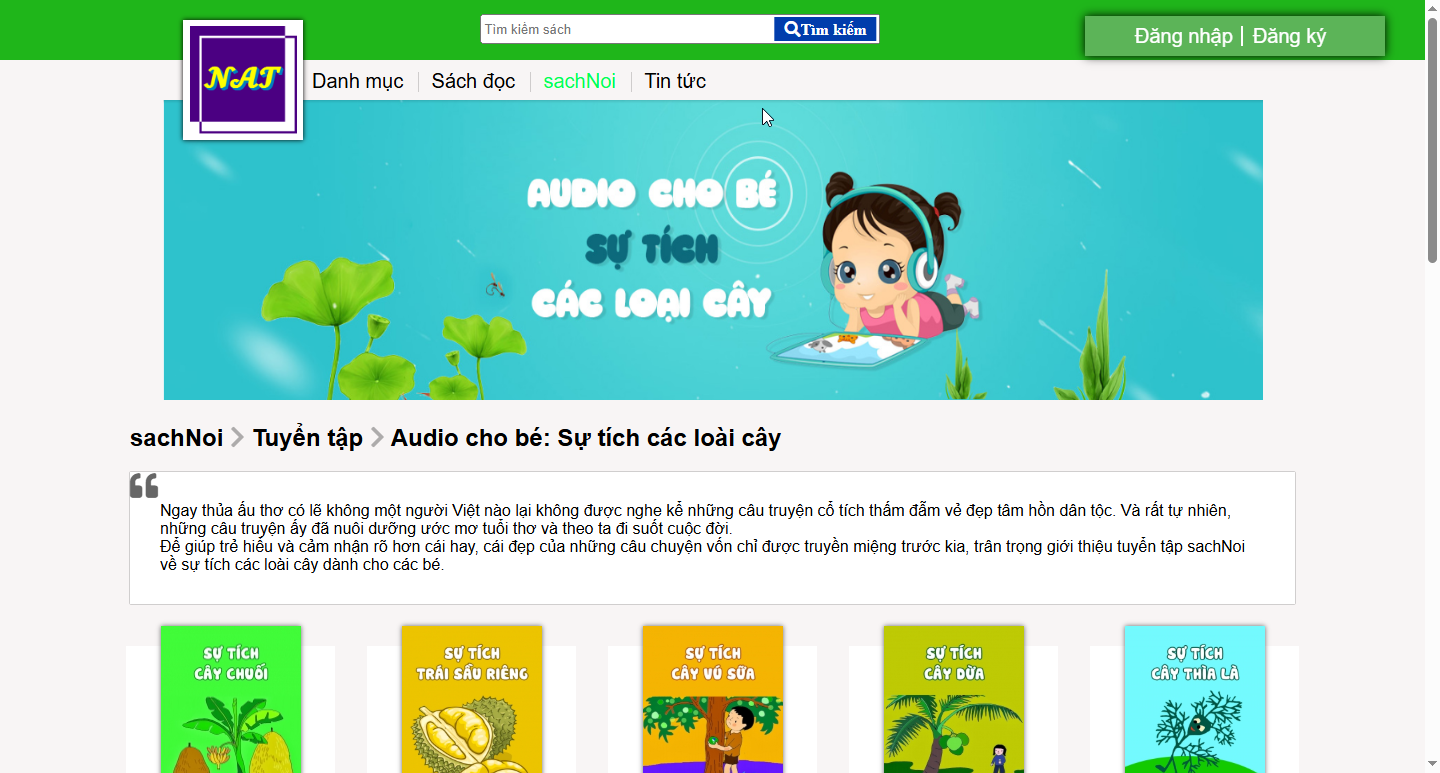 Tìm kiếm sách
Tìm kiếm
Đăng nhập | Đăng ký
NAT
Danh mục
Sách đọc
sachNoi
Tin tức
AUDIO CHO BÉ
SỰ TÍCH
CÁC LOẠI CÂY
sachNoi > Tuyển tập > Audio cho bé: Sự tích các loài cây
Ngay thủa ấu thơ có lẽ không một người Việt nào lại không được nghe kể những câu truyện cổ tích thấm đẫm vẻ đẹp tâm hồn dân tộc. Và rất tự nhiên,
những câu truyện ấy đã nuôi dưỡng ước mơ tuổi thơ và theo ta đi suốt cuộc đời.
Để giúp trẻ hiểu và cảm nhận rõ hơn cái hay, cái đẹp của những câu chuyện vốn chỉ được truyền miệng trước kia, trân trọng giới thiệu tuyển tập sachNoi
về sự tích các loài cây dành cho các bé.
SỰ TÍCH
CÂY CHUỐI
SỰ TÍCH
TRÁI SẦU RIÊNG
SỰ TÍCH
CÂY VÚ SỮA
SỰ TÍCH
CÂY DỪA
SỰ TÍCH
CÂY THÌA LÀ